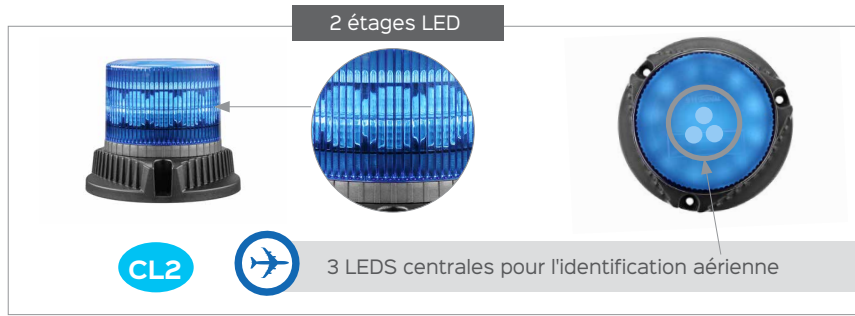 2 étages LED
CL2
3 LEDS centrales pour l'identification aérienne